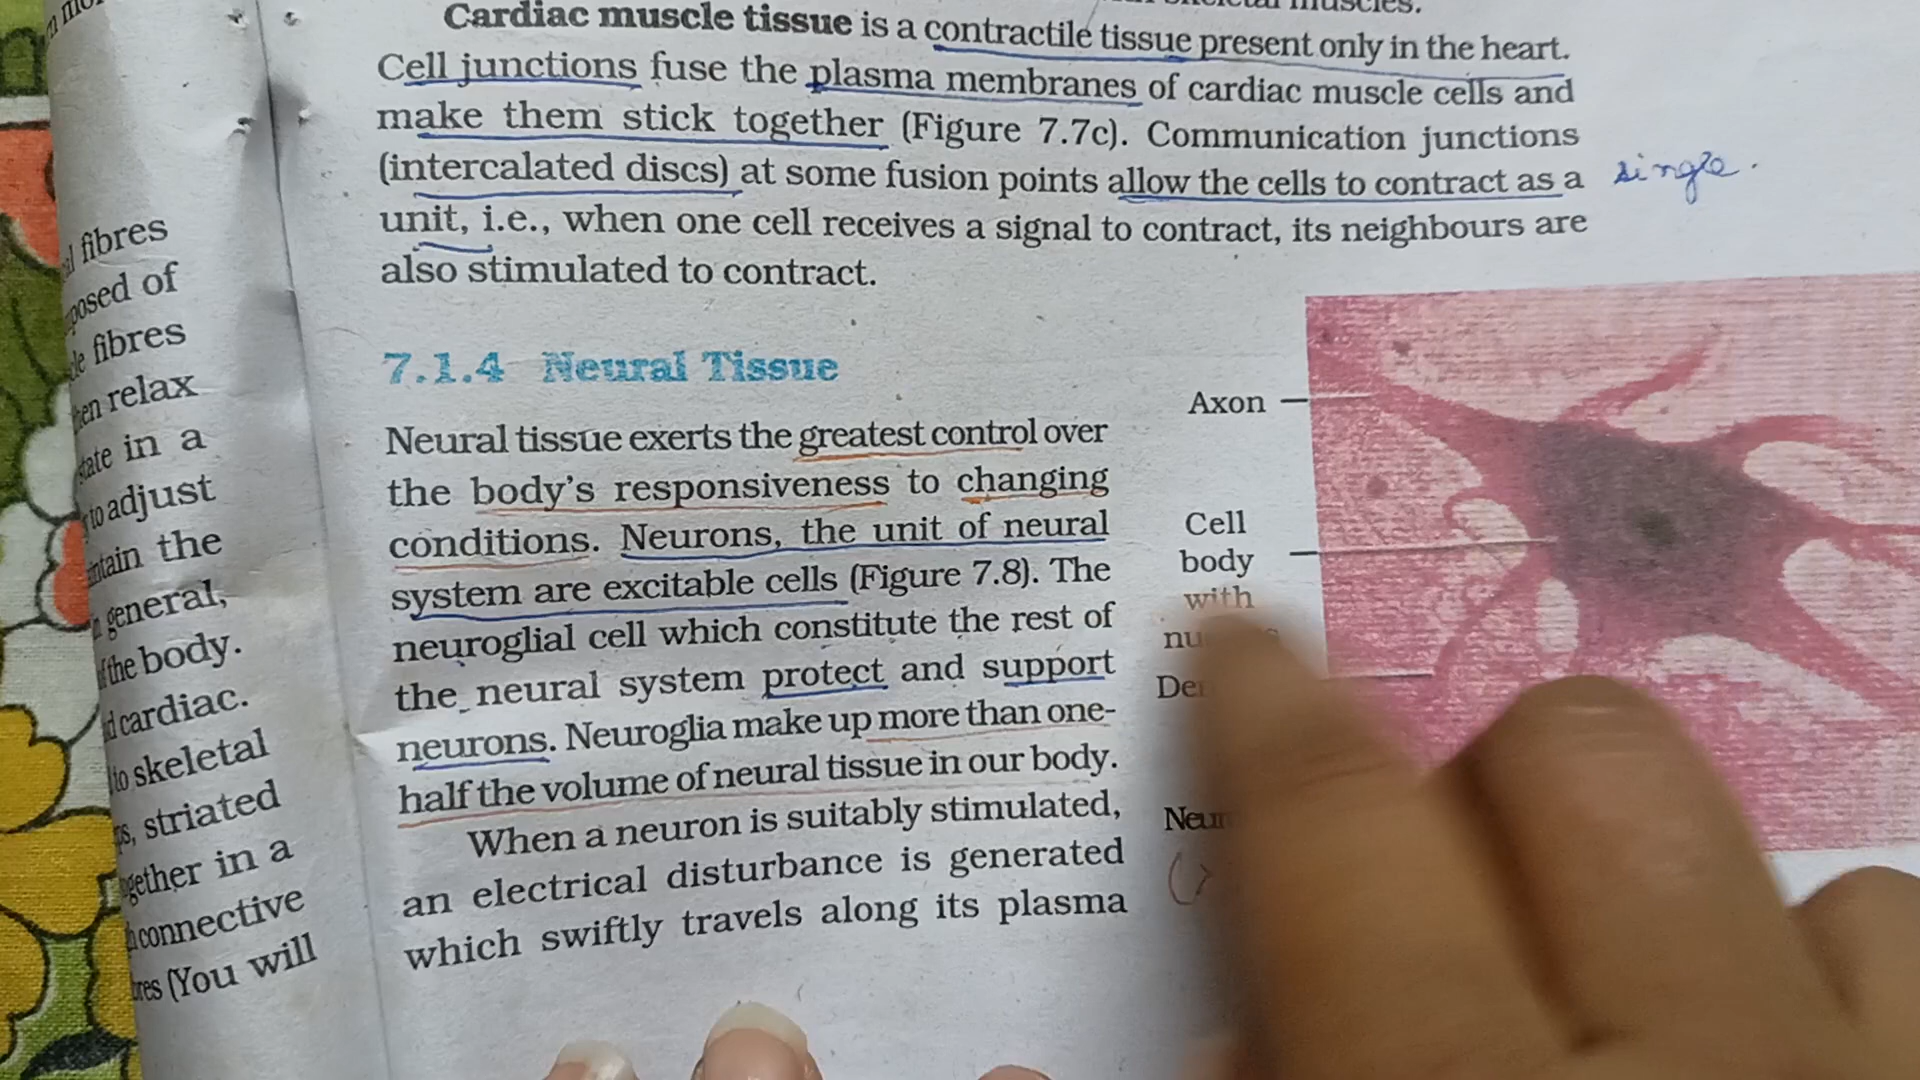 skeletal muscles.
Cardiac muscle tissue is a contractile tissue present only in the heart.
Cell junctions fuse the plasma membranes of cardiac muscle cells and
make them stick together (Figure 7.7c). Communication junctions
(intercalated discs) at some fusion points allow the cells to contract as a
single.
unit, i.e., when one cell receives a signal to contract, its neighbours are
also stimulated to contract.
7.1.4 Neural Tissue
Neural tissue exerts the greatest control over
the body's responsiveness to changing
conditions. Neurons, the unit of neural
system are excitable cells (Figure 7.8). The
neuroglial cell which constitute the rest of
the neural system protect and support
neurons. Neuroglia make up more than one-
half the volume of neural tissue in our body.
When a neuron is suitably stimulated,
an electrical disturbance is generated
which swiftly travels along its plasma
Axon
Cell
body
with
fibres
of
fibres
relax
in a
to adjust
the
general,
the body.
cardiac.
to skeletal
striated
in a
connective
(You will